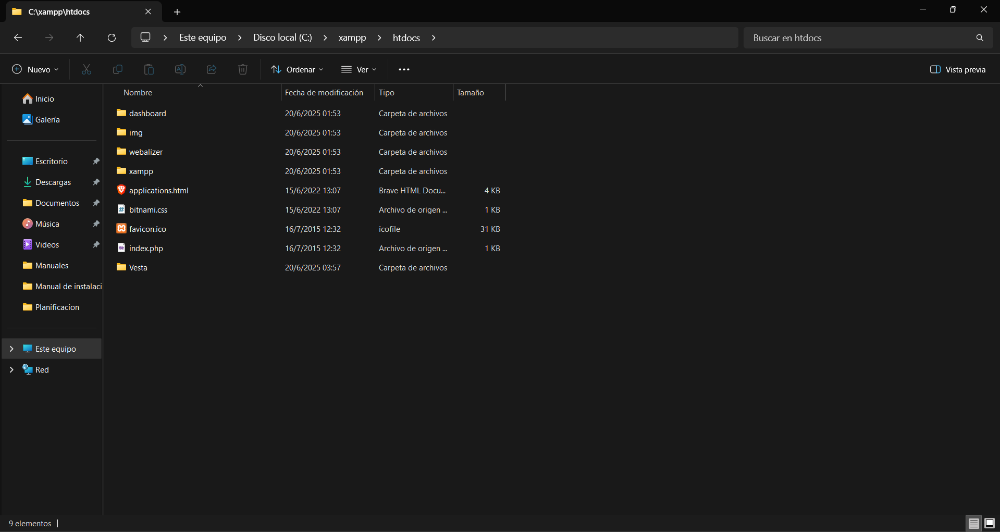 C:\xampp\htdocs
Este equipo > Disco local (C:) > xampp > htdocs >
Buscar en htdocs
Nuevo
Ordenar
Ver
Vista previa
Inicio
Galería
Escritorio
Descargas
Documentos
Música
Videos
Manuales
Manual de instalaci
Planificacion
Este equipo
Red
Nombre Fecha de modificación Tipo Tamaño
dashboard 20/6/2025 01:53 Carpeta de archivos
img 20/6/2025 01:53 Carpeta de archivos
webalizer 20/6/2025 01:53 Carpeta de archivos
xampp 20/6/2025 01:53 Carpeta de archivos
applications.html 15/6/2022 13:07 Brave HTML Docu... 4 KB
bitnami.css 15/6/2022 13:07 Archivo de origen ... 1 KB
favicon.ico 16/7/2015 12:32 icofile 31 KB
index.php 16/7/2015 12:32 Archivo de origen ... 1 KB
Vesta 20/6/2025 03:57 Carpeta de archivos
9 elementos